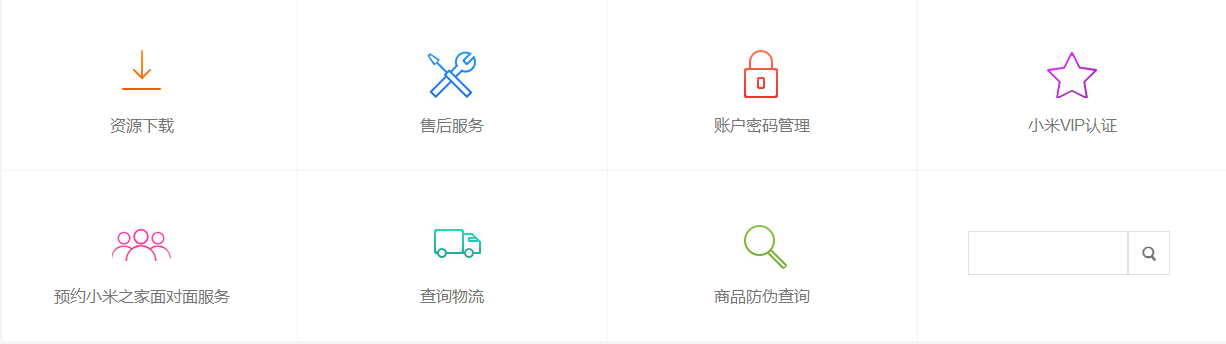 资源下载
售后服务
账户密码管理
小米VIP认证
预约小米之家面对面服务
查询物流
商品防伪查询